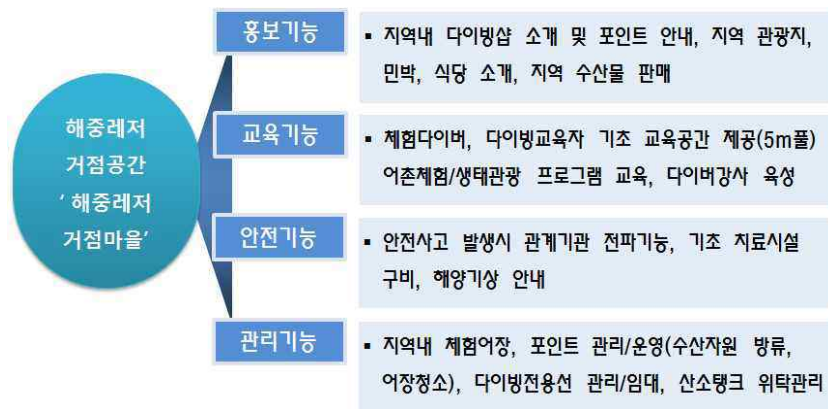 해중레저
거점공간
‘해중레저
거점마을’
홍보기능
▪ 지역내 다이빙샵 소개 및 포인트 안내, 지역 관광지,
민박, 식당 소개, 지역 수산물 판매
교육기능
▪ 체험다이버, 다이빙교육자 기초 교육공간 제공(5m풀)
어촌체험/생태관광 프로그램 교육, 다이버강사 육성
안전기능
▪ 안전사고 발생시 관계기관 전파기능, 기초 치료시설
구비, 해양기상 안내
관리기능
▪ 지역내 체험어장, 포인트 관리/운영(수산자원 방류,
어장청소), 다이빙전용선 관리/임대, 산소탱크 위탁관리